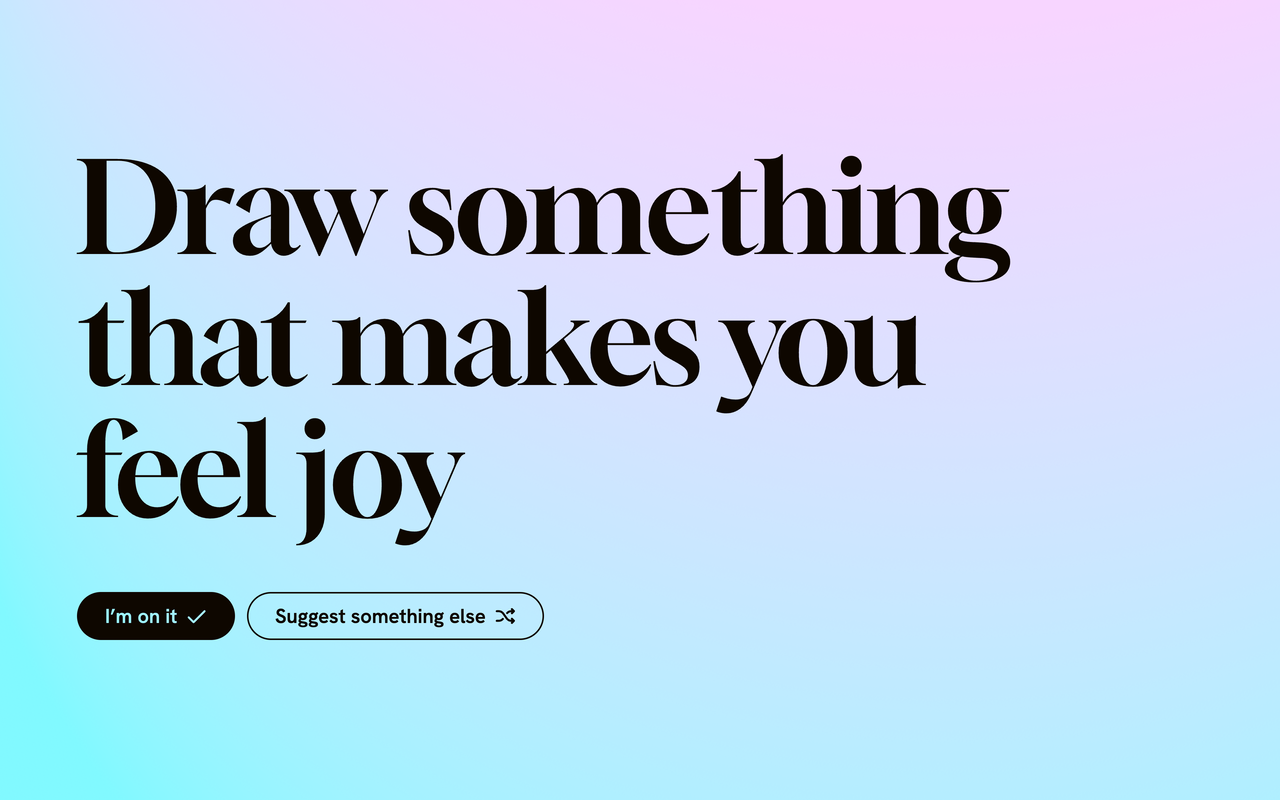 Draw something
that makes you
feel joy
I’m on it
Suggest something else